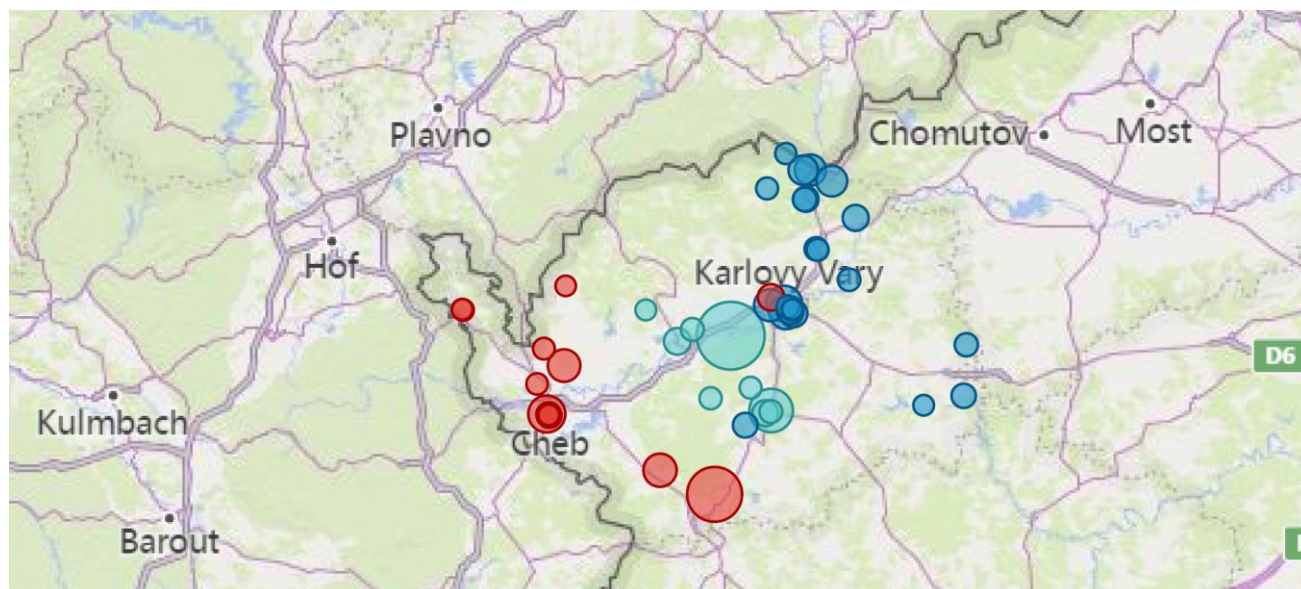 Plavno
Chomutov
Most
Hof
Karlovy Vary
D6
Kulmbach
Cheb
Barout